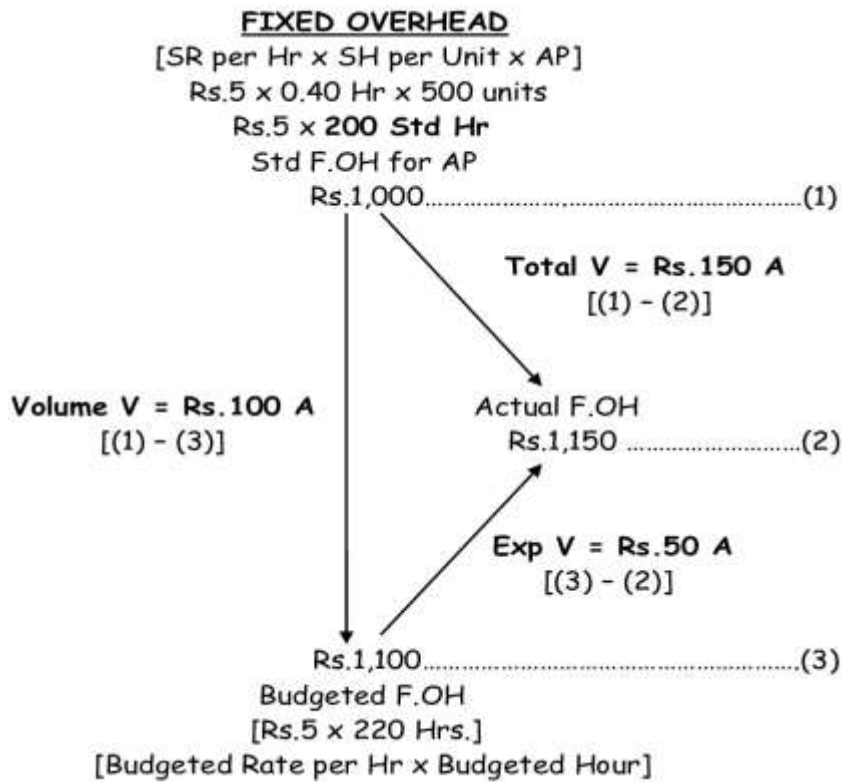 FIXED OVERHEAD
[SR per Hr x SH per Unit x AP]
Rs.5 x 0.40 Hr x 500 units
Rs.5 x 200 Std Hr
Std F.OH for AP
Rs.1,000..........................................................(1)
Total V = Rs.150 A
[(1) – (2)]
Volume V = Rs.100 A
[(1) – (3)]
Actual F.OH
Rs.1,150 ...........................(2)
Exp V = Rs.50 A
[(3) – (2)]
Rs.1,100..........................................................(3)
Budgeted F.OH
[Rs.5 x 220 Hrs.]
[Budgeted Rate per Hr x Budgeted Hour]